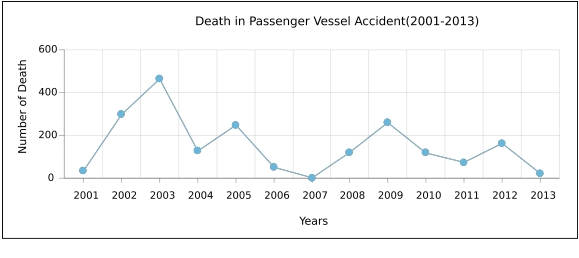 Death in Passenger Vessel Accident(2001-2013)
Number of Death
600
400
200
0
2001 2002 2003 2004 2005 2006 2007 2008 2009 2010 2011 2012 2013
Years